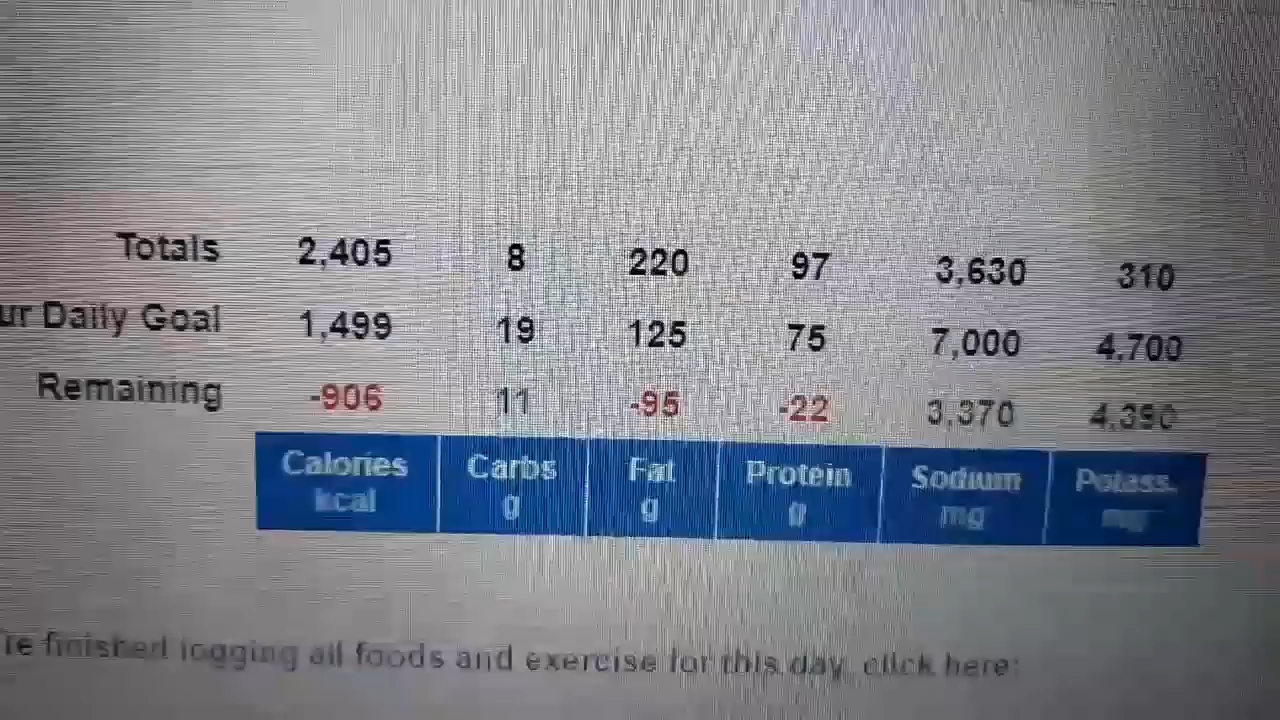 Totals 2,405 8 220 97 3,630 310
ur Daily Goal 1,499 19 125 75 7,000 4,700
Remaining -906 11 -95 -22 3,370 4,390
Calories Carbs Fat Protein Sodium Potass.
kcal g g g mg mg
re finished logging all foods and exercise for this day, click here: